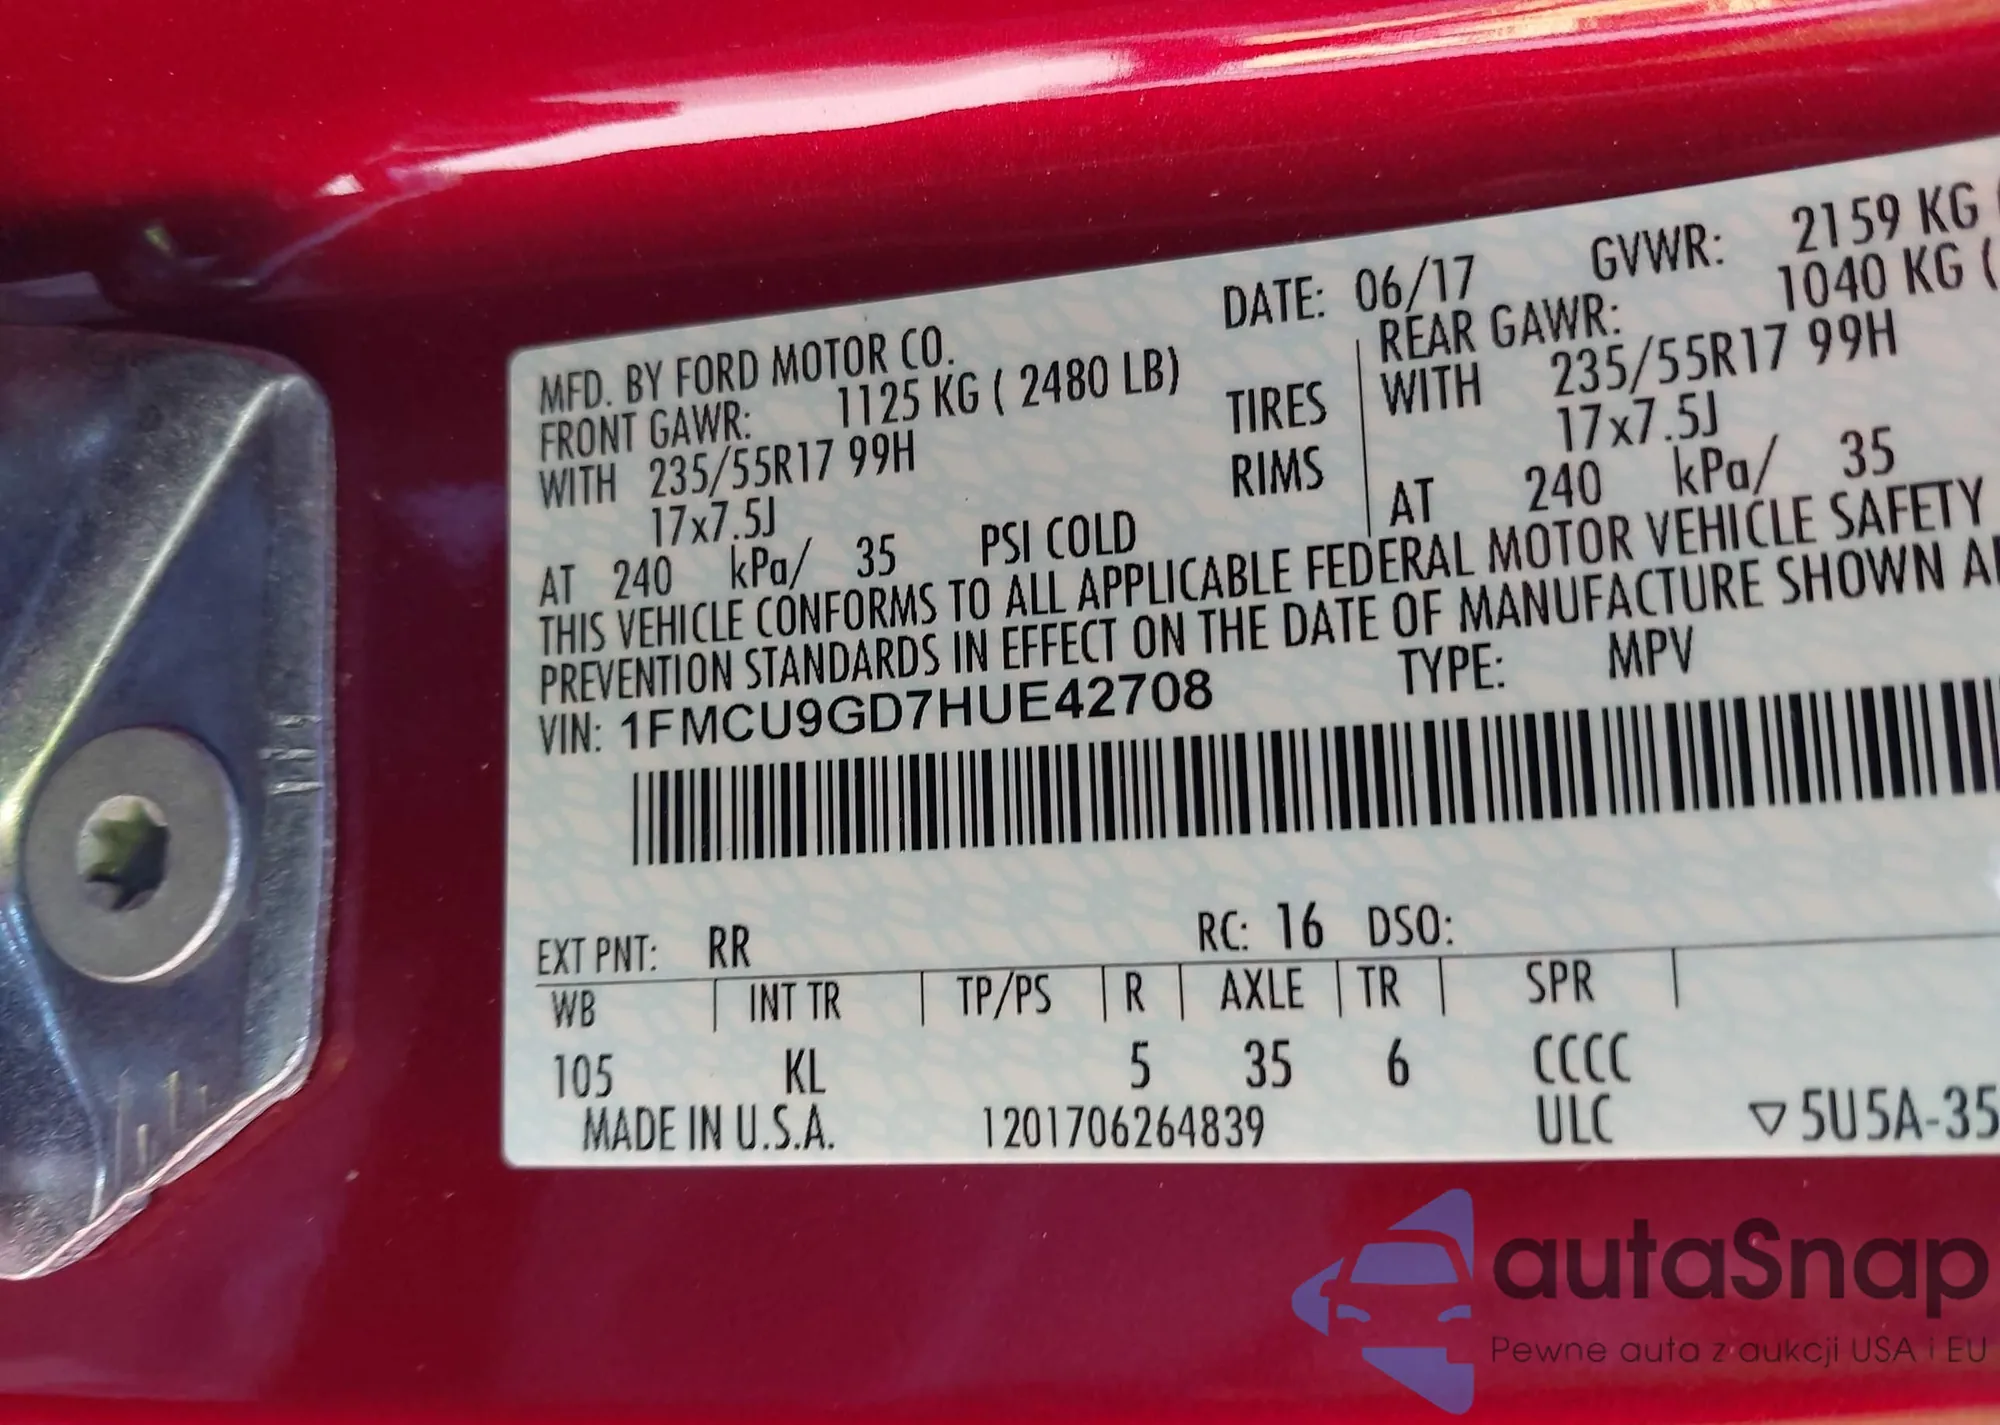 MFD. BY FORD MOTOR CO.
DATE: 06/17
GVWR: 2159 KG (
FRONT GAWR: 1125 KG ( 2480 LB)
REAR GAWR: 1040 KG (
WITH 235/55R17 99H
TIRES
WITH 235/55R17 99H
17x7.5J
RIMS
17x7.5J
AT 240 kPa/ 35 PSI COLD
AT 240 kPa/ 35
THIS VEHICLE CONFORMS TO ALL APPLICABLE FEDERAL MOTOR VEHICLE SAFETY
PREVENTION STANDARDS IN EFFECT ON THE DATE OF MANUFACTURE SHOWN
VIN: 1FMCU9GD7HUE42708
TYPE: MPV
EXT PNT: RR RC: 16 DSO:
WB | INT TR | TP/PS | R | AXLE | TR | SPR |
105 KL 5 35 6 CCCC
MADE IN U.S.A. 1201706264839 ULC ▽5U5A-35
autaSnap
Pewne auta z aukcji USA i EU